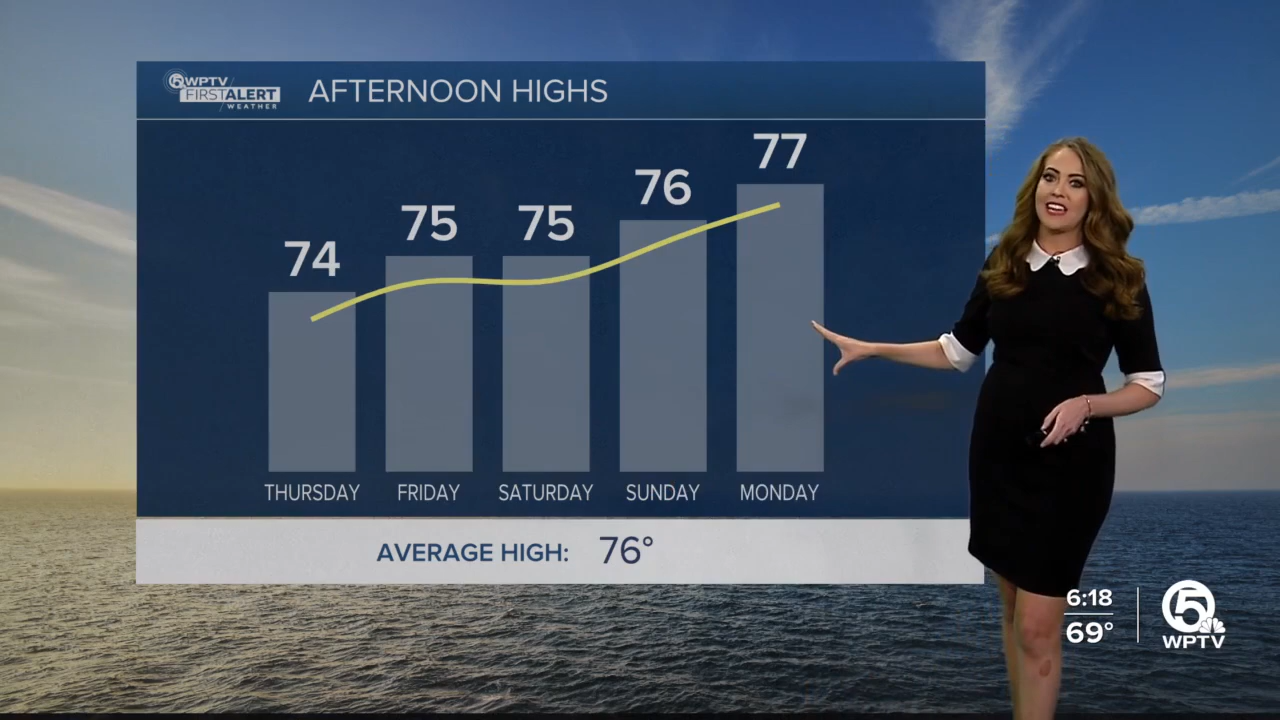 5 WPTV
FIRST ALERT
WEATHER
AFTERNOON HIGHS
74
75
75
76
77
THURSDAY
FRIDAY
SATURDAY
SUNDAY
MONDAY
AVERAGE HIGH: 76°
6:18
69°
5
WPTV